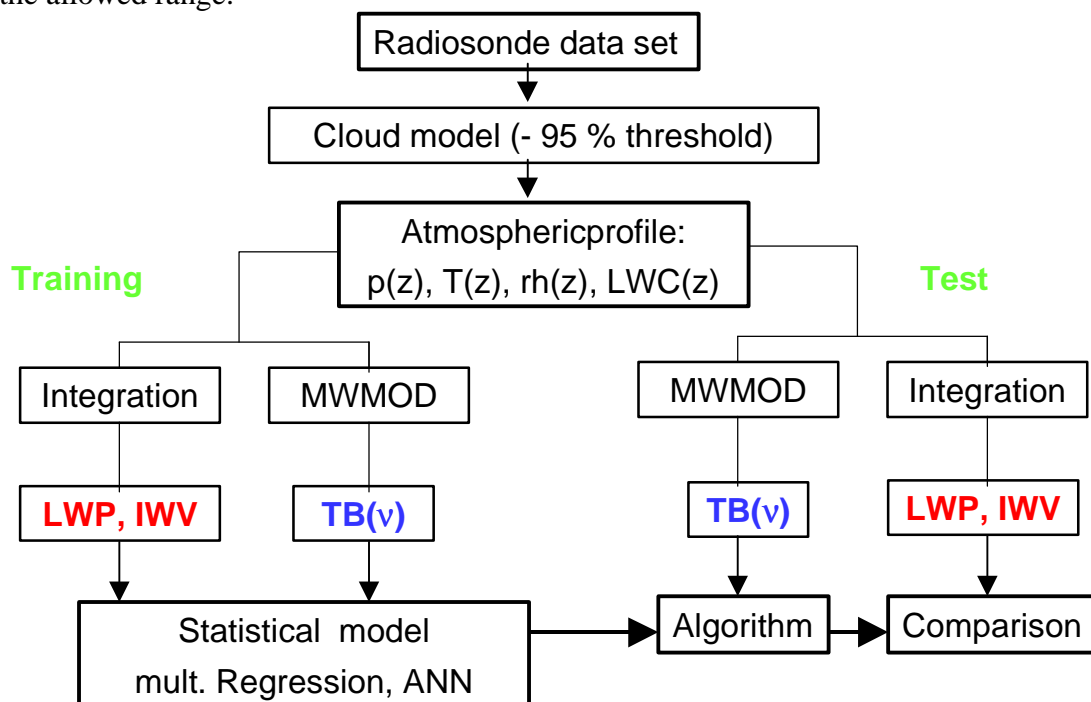 the allowed range.
Radiosonde data set
Cloud model (- 95 % threshold)
Atmosphericprofile:
p(z), T(z), rh(z), LWC(z)
Training
Test
Integration
MWMOD
MWMOD
Integration
LWP, IWV
TB(ν)
TB(ν)
LWP, IWV
Statistical model
mult. Regression, ANN
Algorithm
Comparison